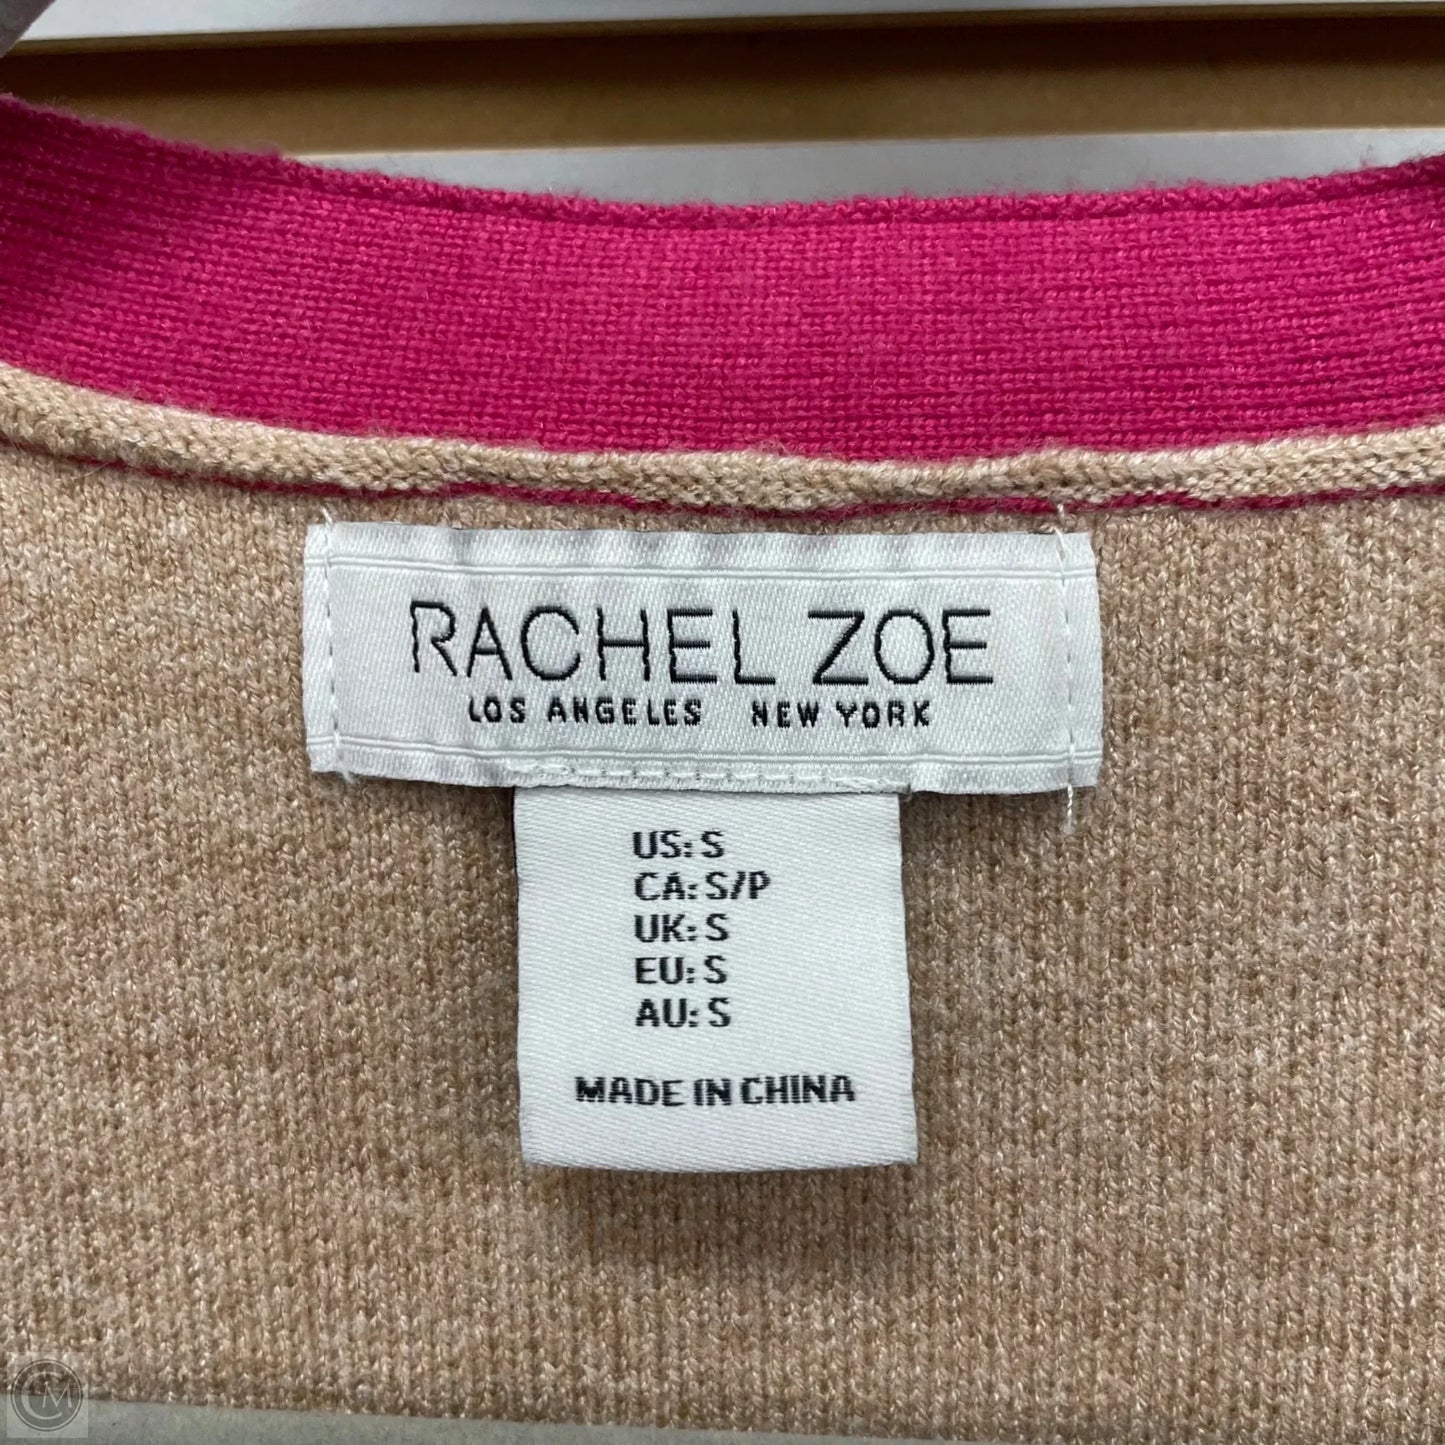 RACHEL ZOE
LOS ANGELES NEW YORK
US: S
CA: S/P
UK: S
EU: S
AU: S
MADE IN CHINA